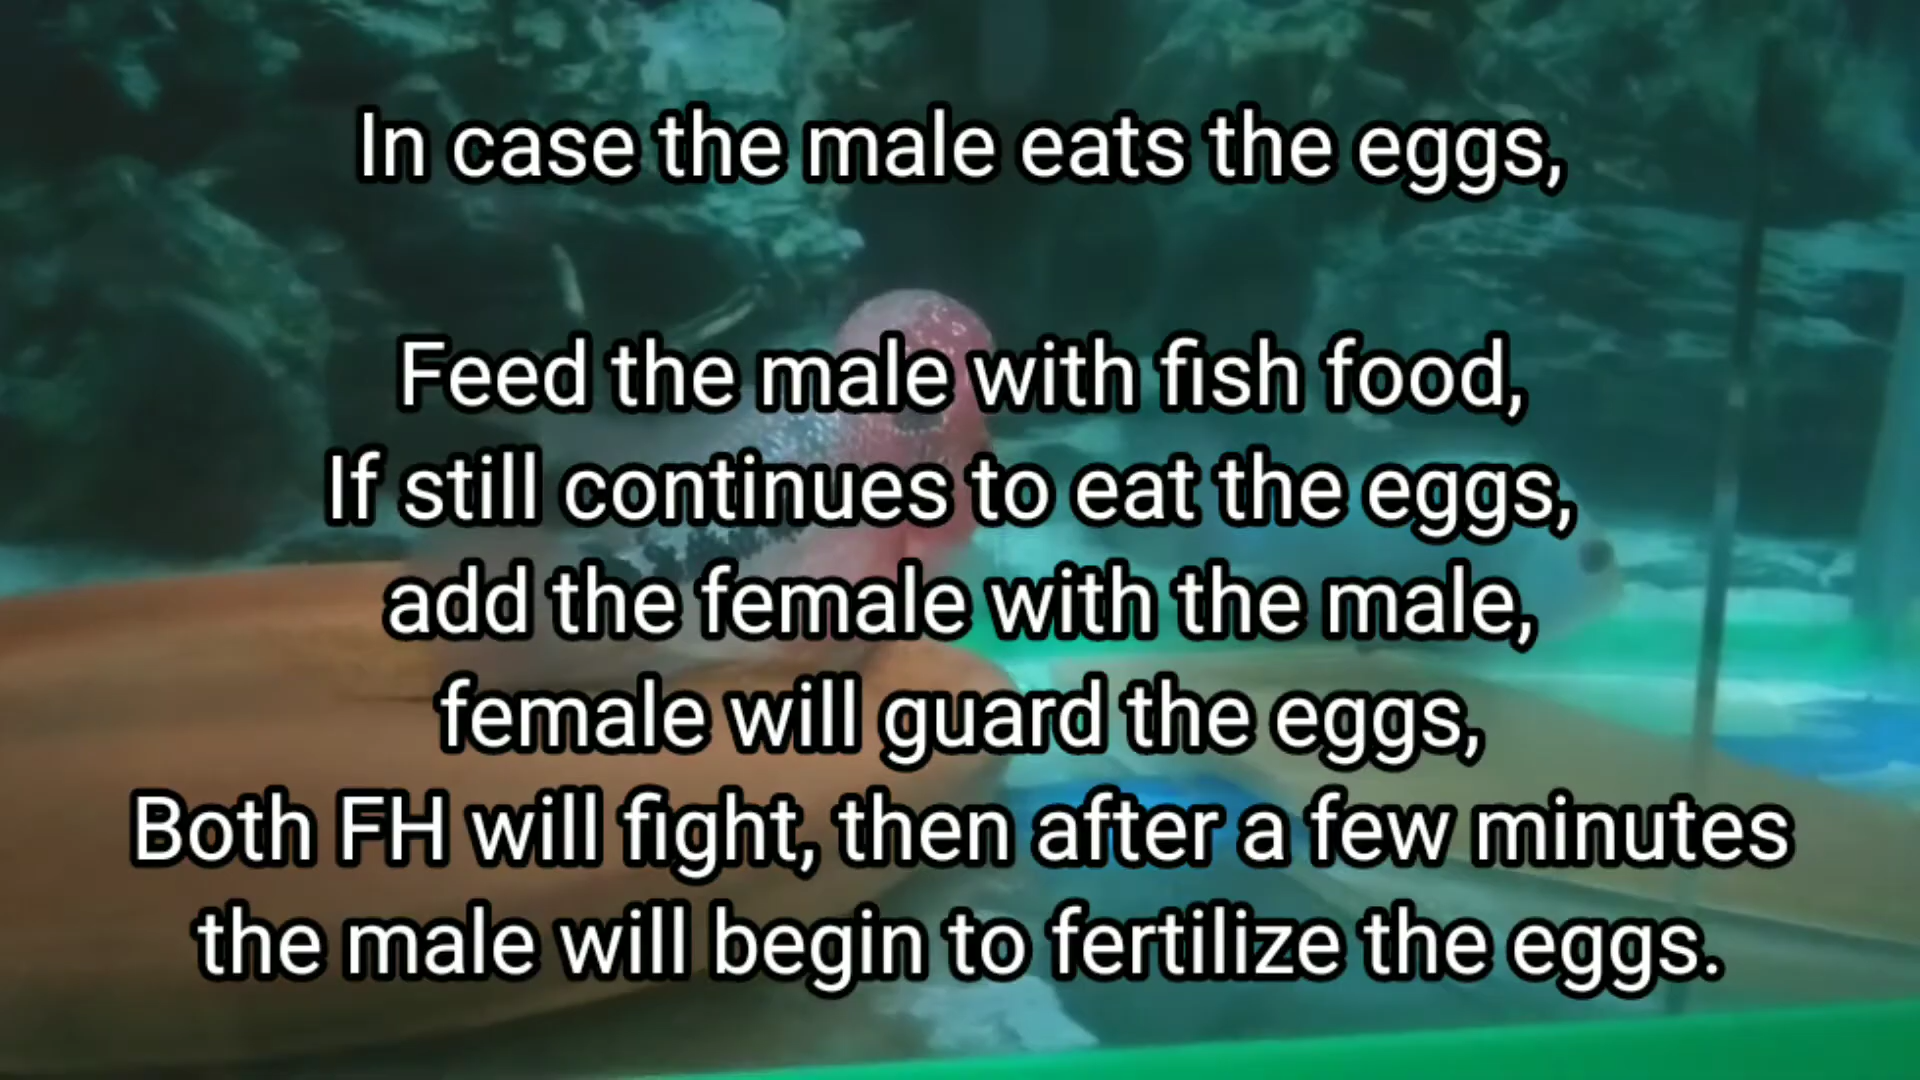 In case the male eats the eggs,
Feed the male with fish food,
If still continues to eat the eggs,
add the female with the male,
female will guard the eggs,
Both FH will fight, then after a few minutes
the male will begin to fertilize the eggs.